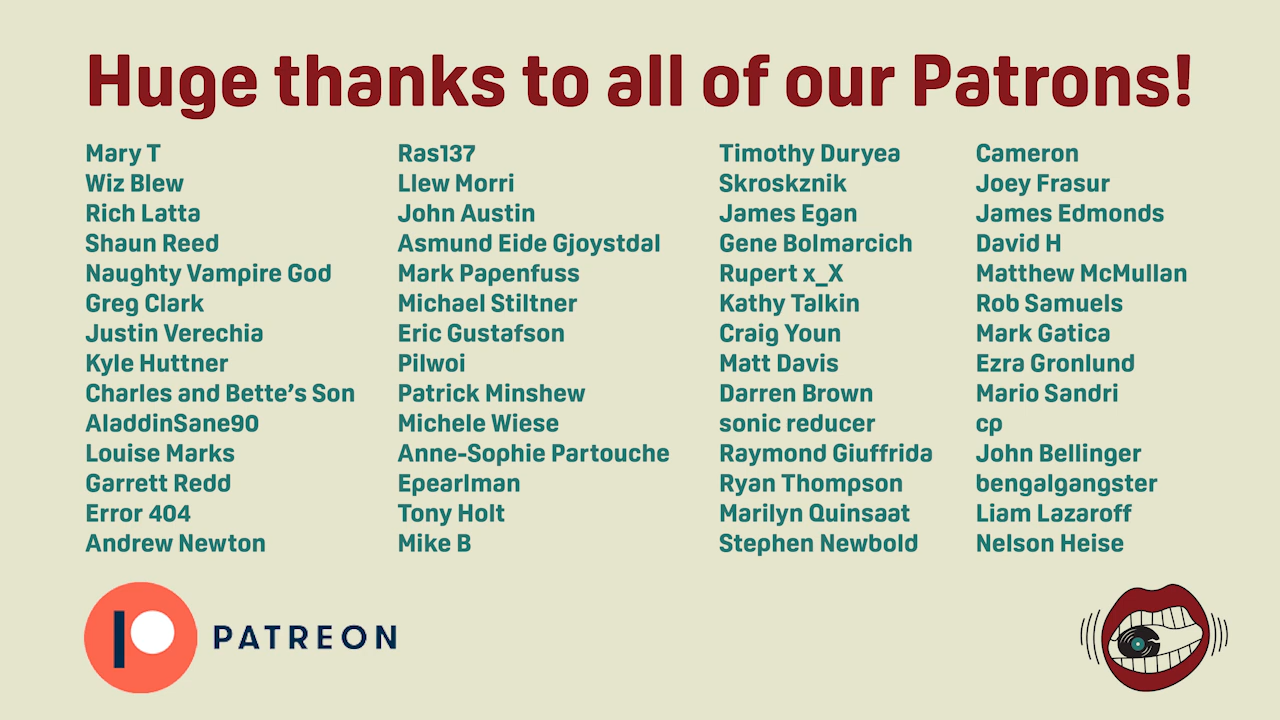 Huge thanks to all of our Patrons!
Mary T
Wiz Blew
Rich Latta
Shaun Reed
Naughty Vampire God
Greg Clark
Justin Verechia
Kyle Huttner
Charles and Bette’s Son
AladdinSane90
Louise Marks
Garrett Redd
Error 404
Andrew Newton
Ras137
Llew Morri
John Austin
Asmund Eide Gjoystdal
Mark Papenfuss
Michael Stiltner
Eric Gustafson
Pilwoi
Patrick Minshew
Michele Wiese
Anne-Sophie Partouche
Epearlman
Tony Holt
Mike B
Timothy Duryea
Skroskznik
James Egan
Gene Bolmarcich
Rupert x_X
Kathy Talkin
Craig Youn
Matt Davis
Darren Brown
sonic reducer
Raymond Giuffrida
Ryan Thompson
Marilyn Quinsaat
Stephen Newbold
Cameron
Joey Frasur
James Edmonds
David H
Matthew McMullan
Rob Samuels
Mark Gatica
Ezra Gronlund
Mario Sandri
cp
John Bellinger
bengalgangster
Liam Lazaroff
Nelson Heise
PATREON